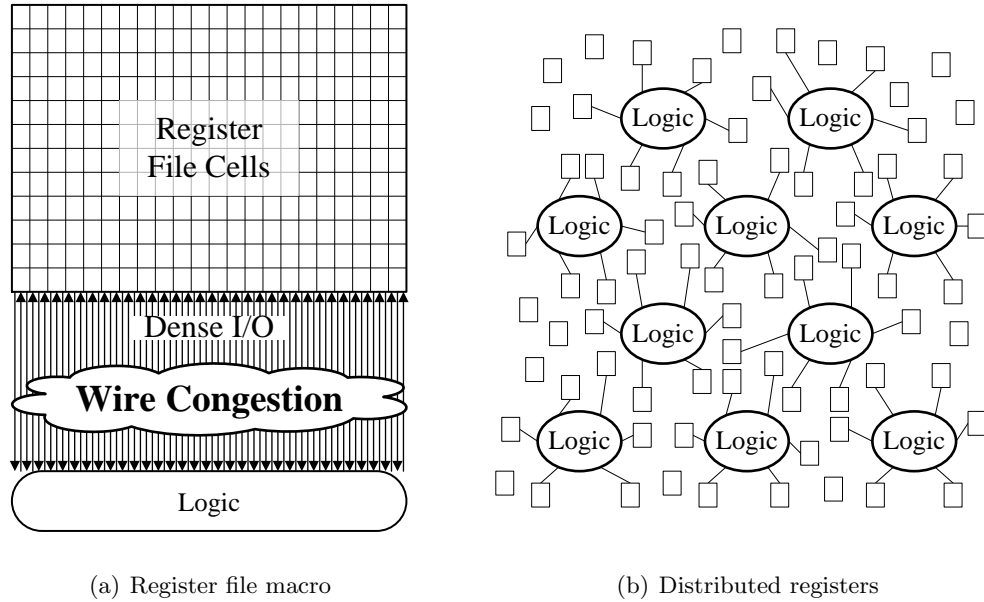 Register
File Cells
Dense I/O
Wire Congestion
Logic
(a) Register file macro
Logic
Logic
Logic
Logic
Logic
Logic
Logic
Logic
Logic
Logic
(b) Distributed registers